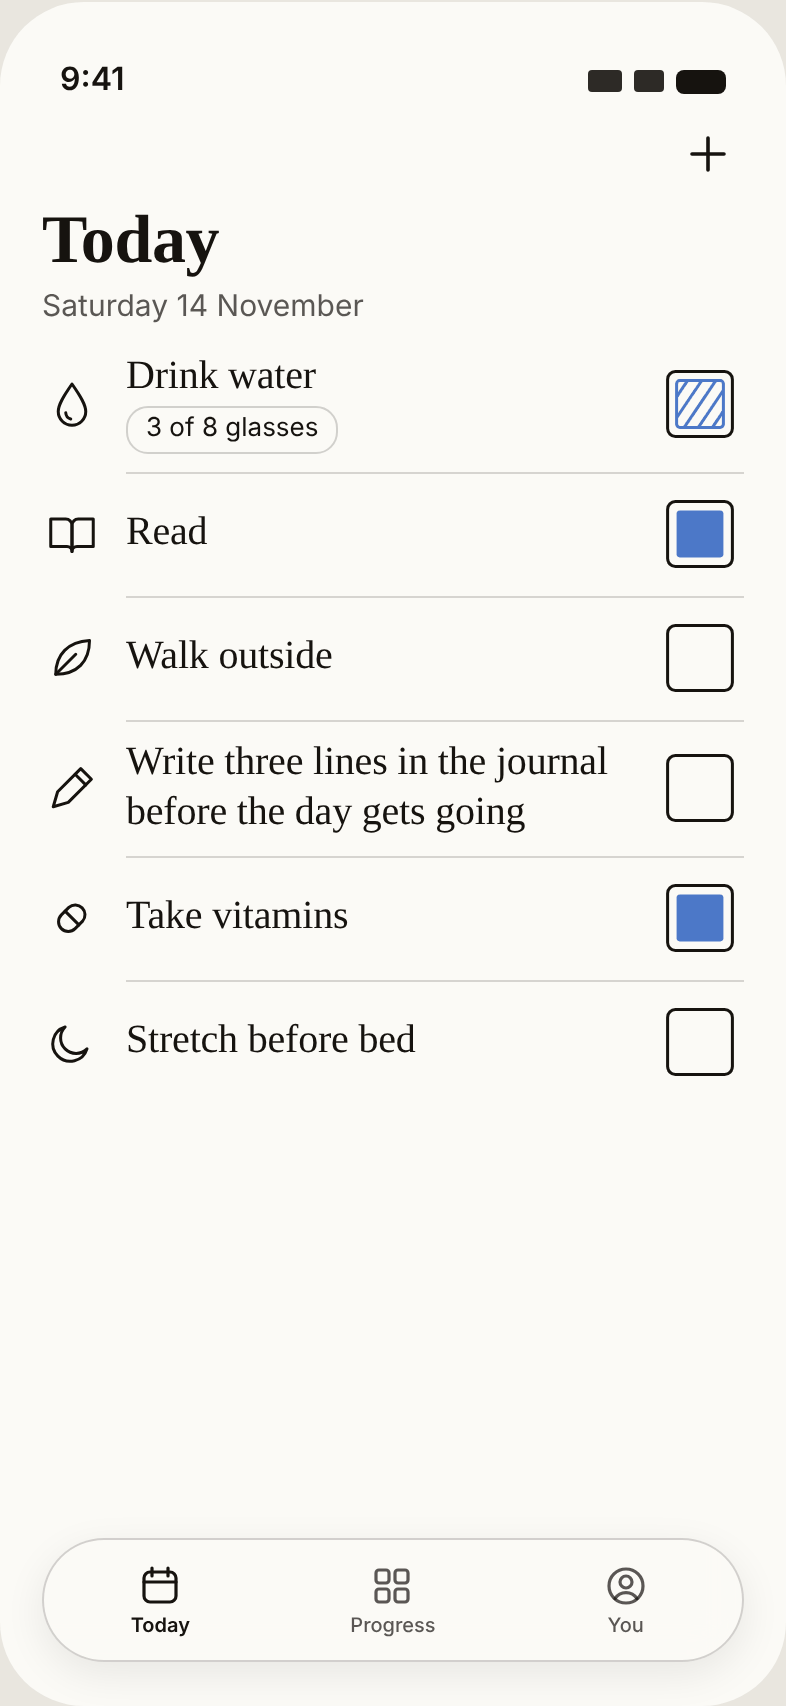 9:41
Today
Saturday 14 November
Drink water
3 of 8 glasses
Read
Walk outside
Write three lines in the journal
before the day gets going
Take vitamins
Stretch before bed
Today
Progress
You